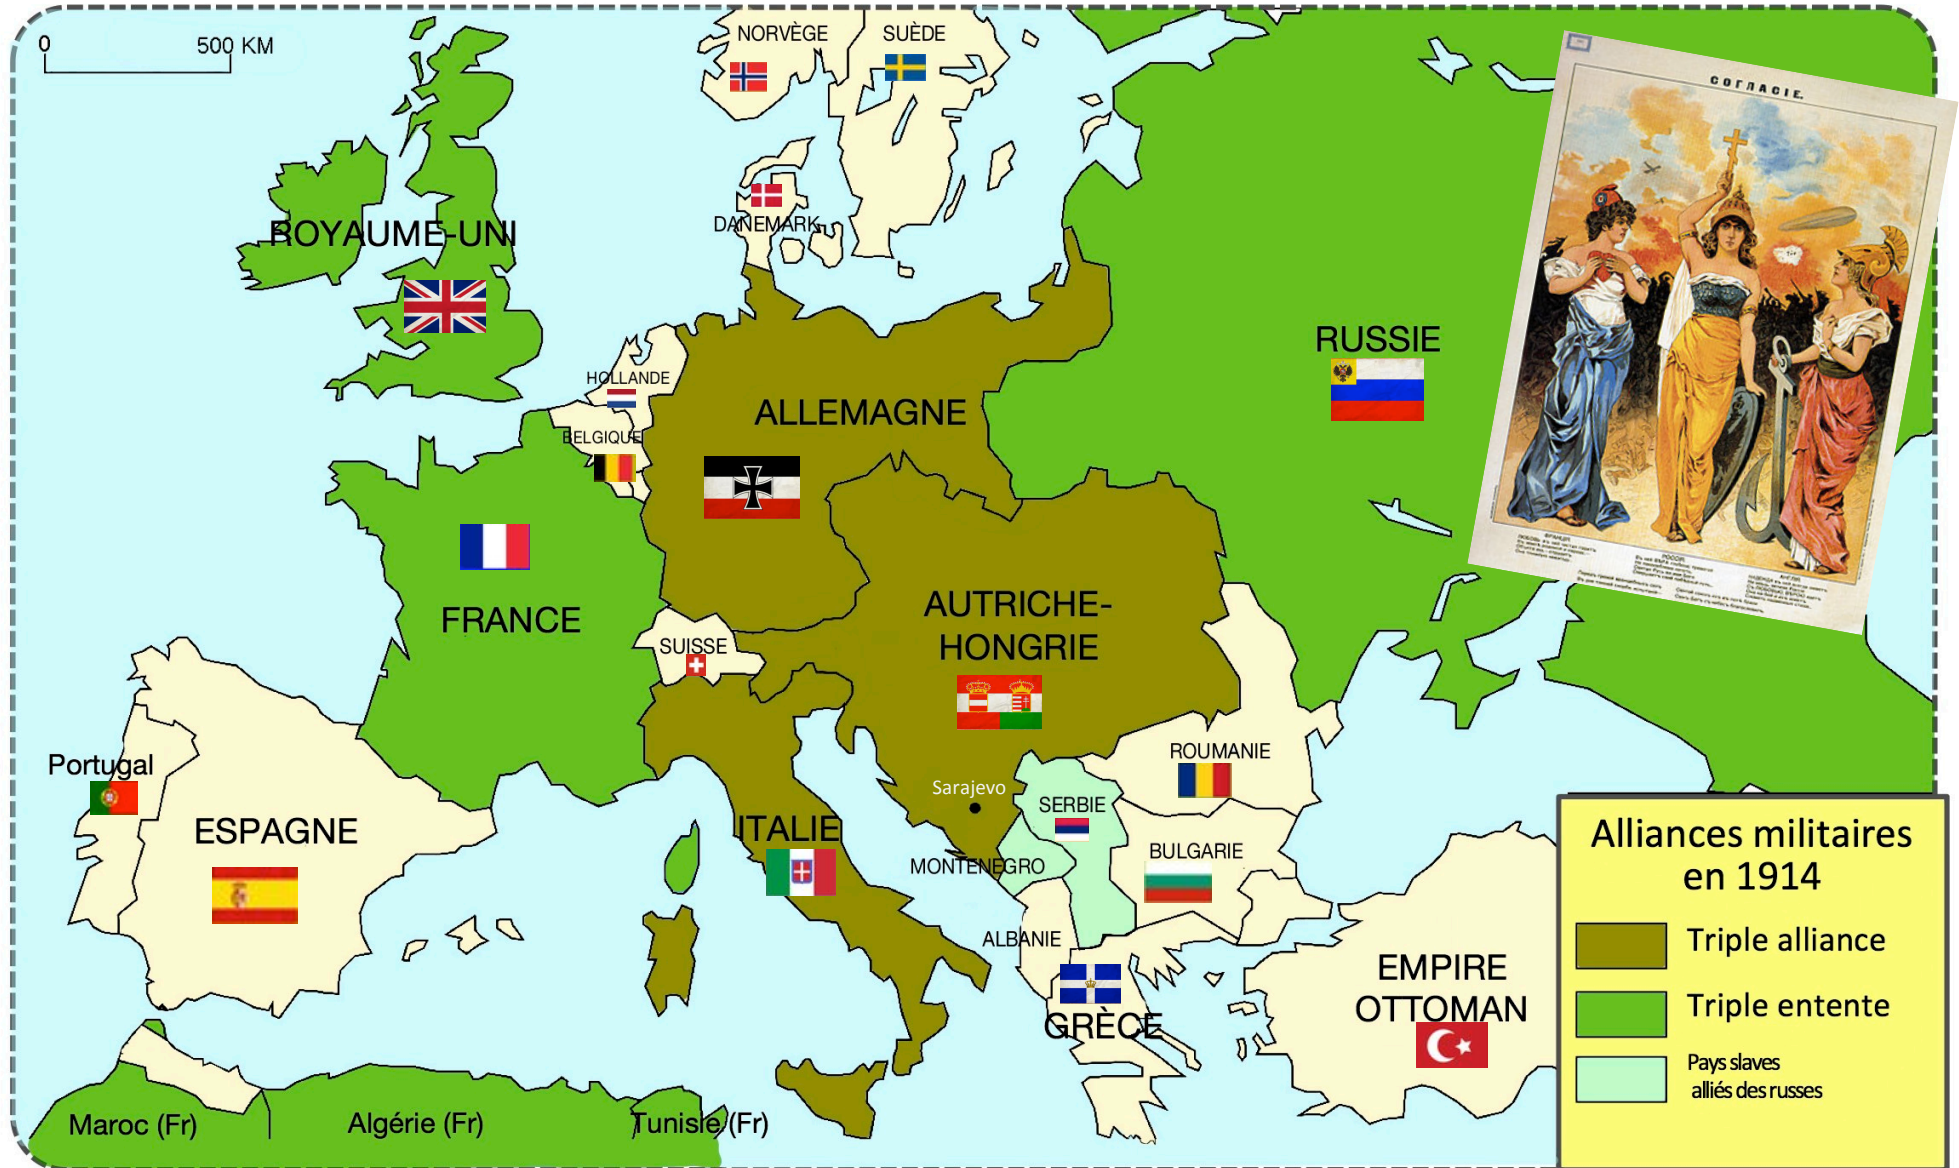 0 500 KM
NORVÈGE
SUÈDE
СОГЛАСІЕ.
DANEMARK
ROYAUME-UNI
RUSSIE
HOLLANDE
ALLEMAGNE
BELGIQUE
FRANCE
AUTRICHE-
HONGRIE
SUISSE
Portugal
ROUMANIE
Sarajevo
SERBIE
ESPAGNE
ITALIE
MONTENEGRO
BULGARIE
ALBANIE
EMPIRE
OTTOMAN
GRÈCE
Maroc (Fr)
Algérie (Fr)
Tunisie (Fr)
Alliances militaires
en 1914
Triple alliance
Triple entente
Pays slaves
alliés des russes